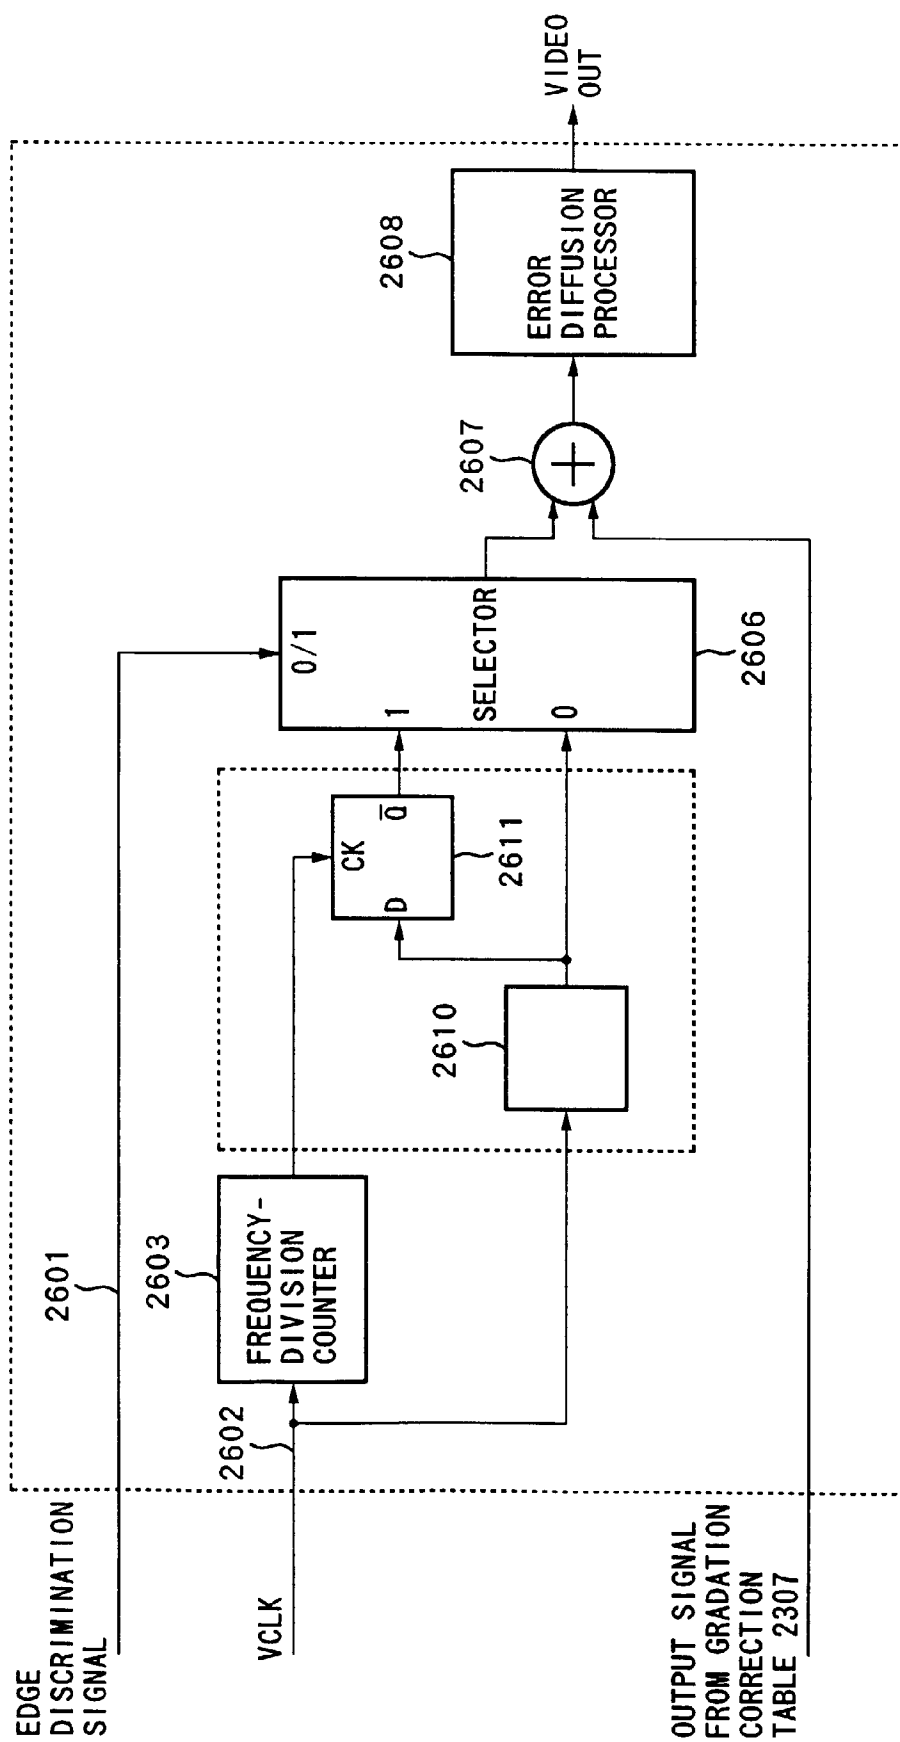 EDGE
DISCRIMINATION
SIGNAL
2601
VCLK
2602
2603
FREQUENCY-
DIVISION
COUNTER
2610
D
CK
Q̅
2611
0/1
1
SELECTOR
0
2606
2607
+
2608
ERROR
DIFFUSION
PROCESSOR
VIDEO
OUT
OUTPUT SIGNAL
FROM GRADATION
CORRECTION
TABLE 2307